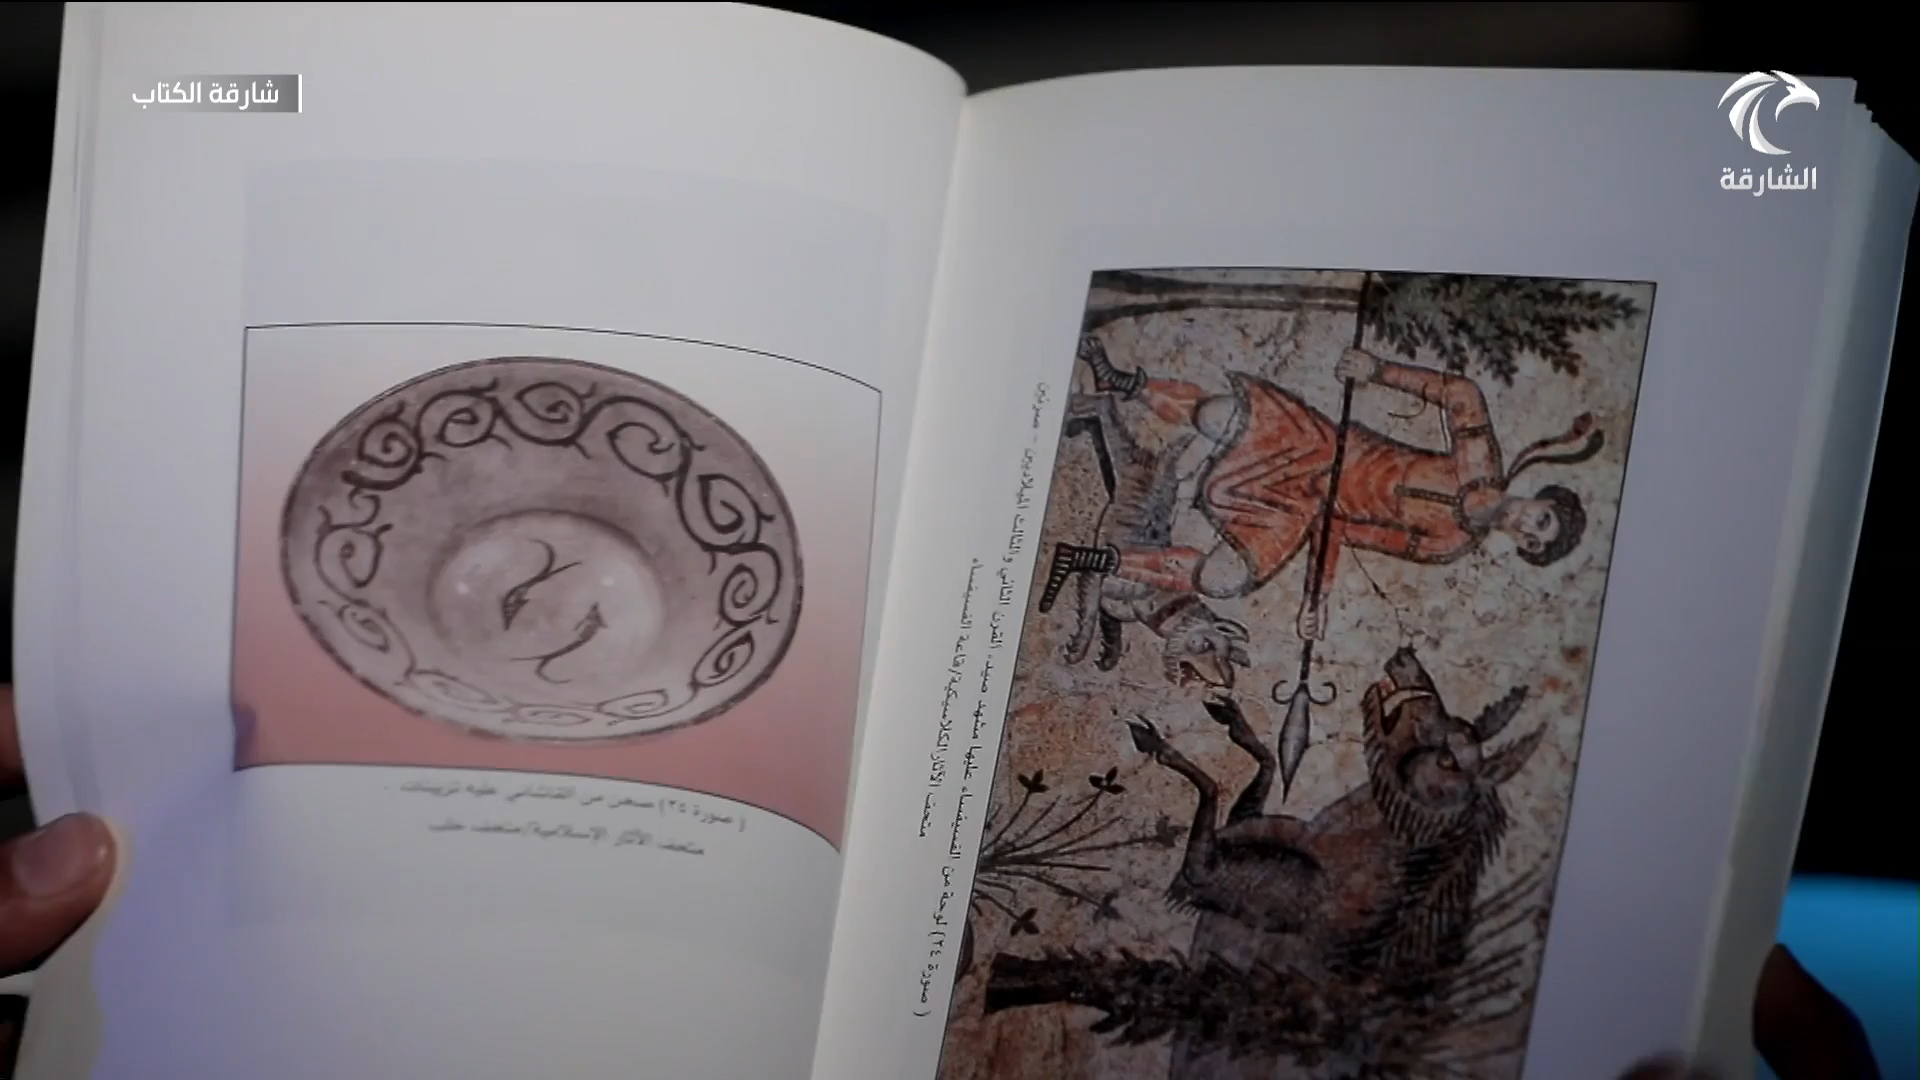 شارقة الكتاب
الشارقة
( صورة ٢٤) لوحة من الفسيفساء عليها مشهد صيد، القرن الثاني والثالث الميلاديين - صبرين
متحف الآثار الكلاسيكية/قاعة الفسيفساء
( صورة ٢٥) صحن من القاشاني عليه تزيينات .
متحف الآثار الإسلامية/متحف حلب